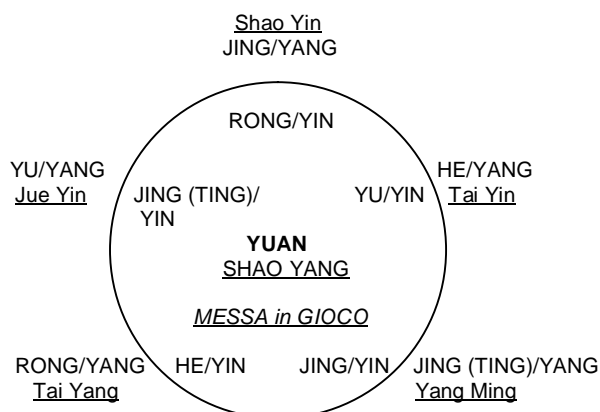 Shao Yin
JING/YANG
RONG/YIN
YU/YANG
Jue Yin
JING (TING)/
YIN
YU/YIN
HE/YANG
Tai Yin
YUAN
SHAO YANG
MESSA in GIOCO
RONG/YANG
Tai Yang
HE/YIN
JING/YIN
JING (TING)/YANG
Yang Ming